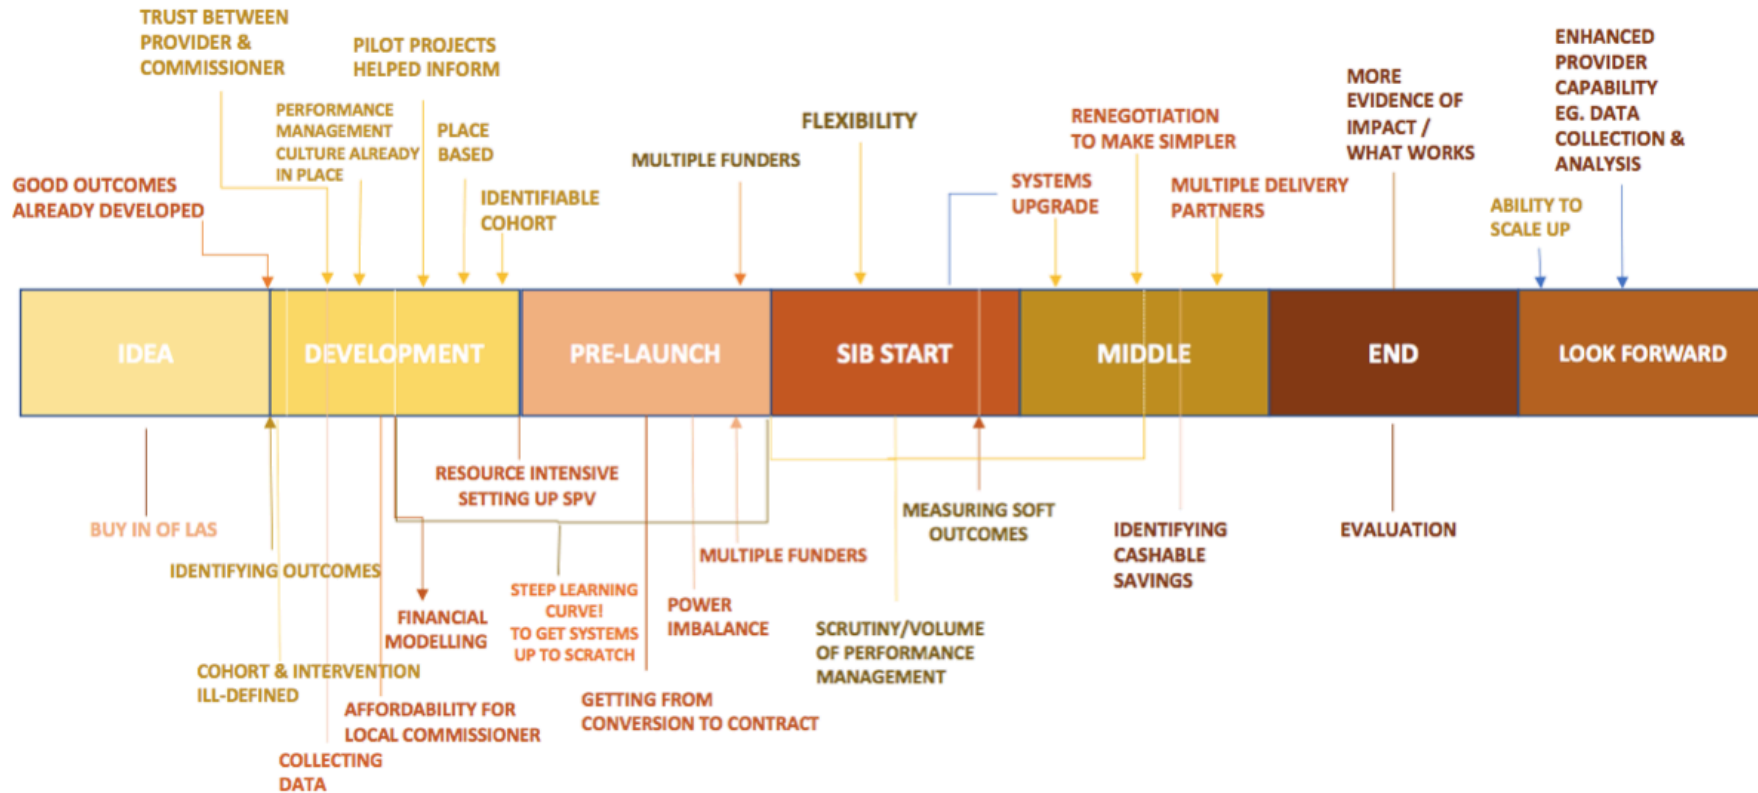 TRUST BETWEEN
PROVIDER &
COMMISSIONER
PILOT PROJECTS
HELPED INFORM
PERFORMANCE
MANAGEMENT
CULTURE ALREADY
IN PLACE
PLACE
BASED
GOOD OUTCOMES
ALREADY DEVELOPED
IDENTIFIABLE
COHORT
MULTIPLE FUNDERS
FLEXIBILITY
SYSTEMS
UPGRADE
RENEGOTIATION
TO MAKE SIMPLER
MULTIPLE DELIVERY
PARTNERS
MORE
EVIDENCE OF
IMPACT /
WHAT WORKS
ABILITY TO
SCALE UP
ENHANCED
PROVIDER
CAPABILITY
EG. DATA
COLLECTION &
ANALYSIS
IDEA
DEVELOPMENT
PRE-LAUNCH
SIB START
MIDDLE
END
LOOK FORWARD
BUY IN OF LAS
IDENTIFYING OUTCOMES
COHORT & INTERVENTION
ILL-DEFINED
COLLECTING
DATA
AFFORDABILITY FOR
LOCAL COMMISSIONER
FINANCIAL
MODELLING
RESOURCE INTENSIVE
SETTING UP SPV
STEEP LEARNING
CURVE!
TO GET SYSTEMS
UP TO SCRATCH
GETTING FROM
CONVERSION TO CONTRACT
POWER
IMBALANCE
MULTIPLE FUNDERS
SCRUTINY/VOLUME
OF PERFORMANCE
MANAGEMENT
MEASURING SOFT
OUTCOMES
IDENTIFYING
CASHABLE
SAVINGS
EVALUATION